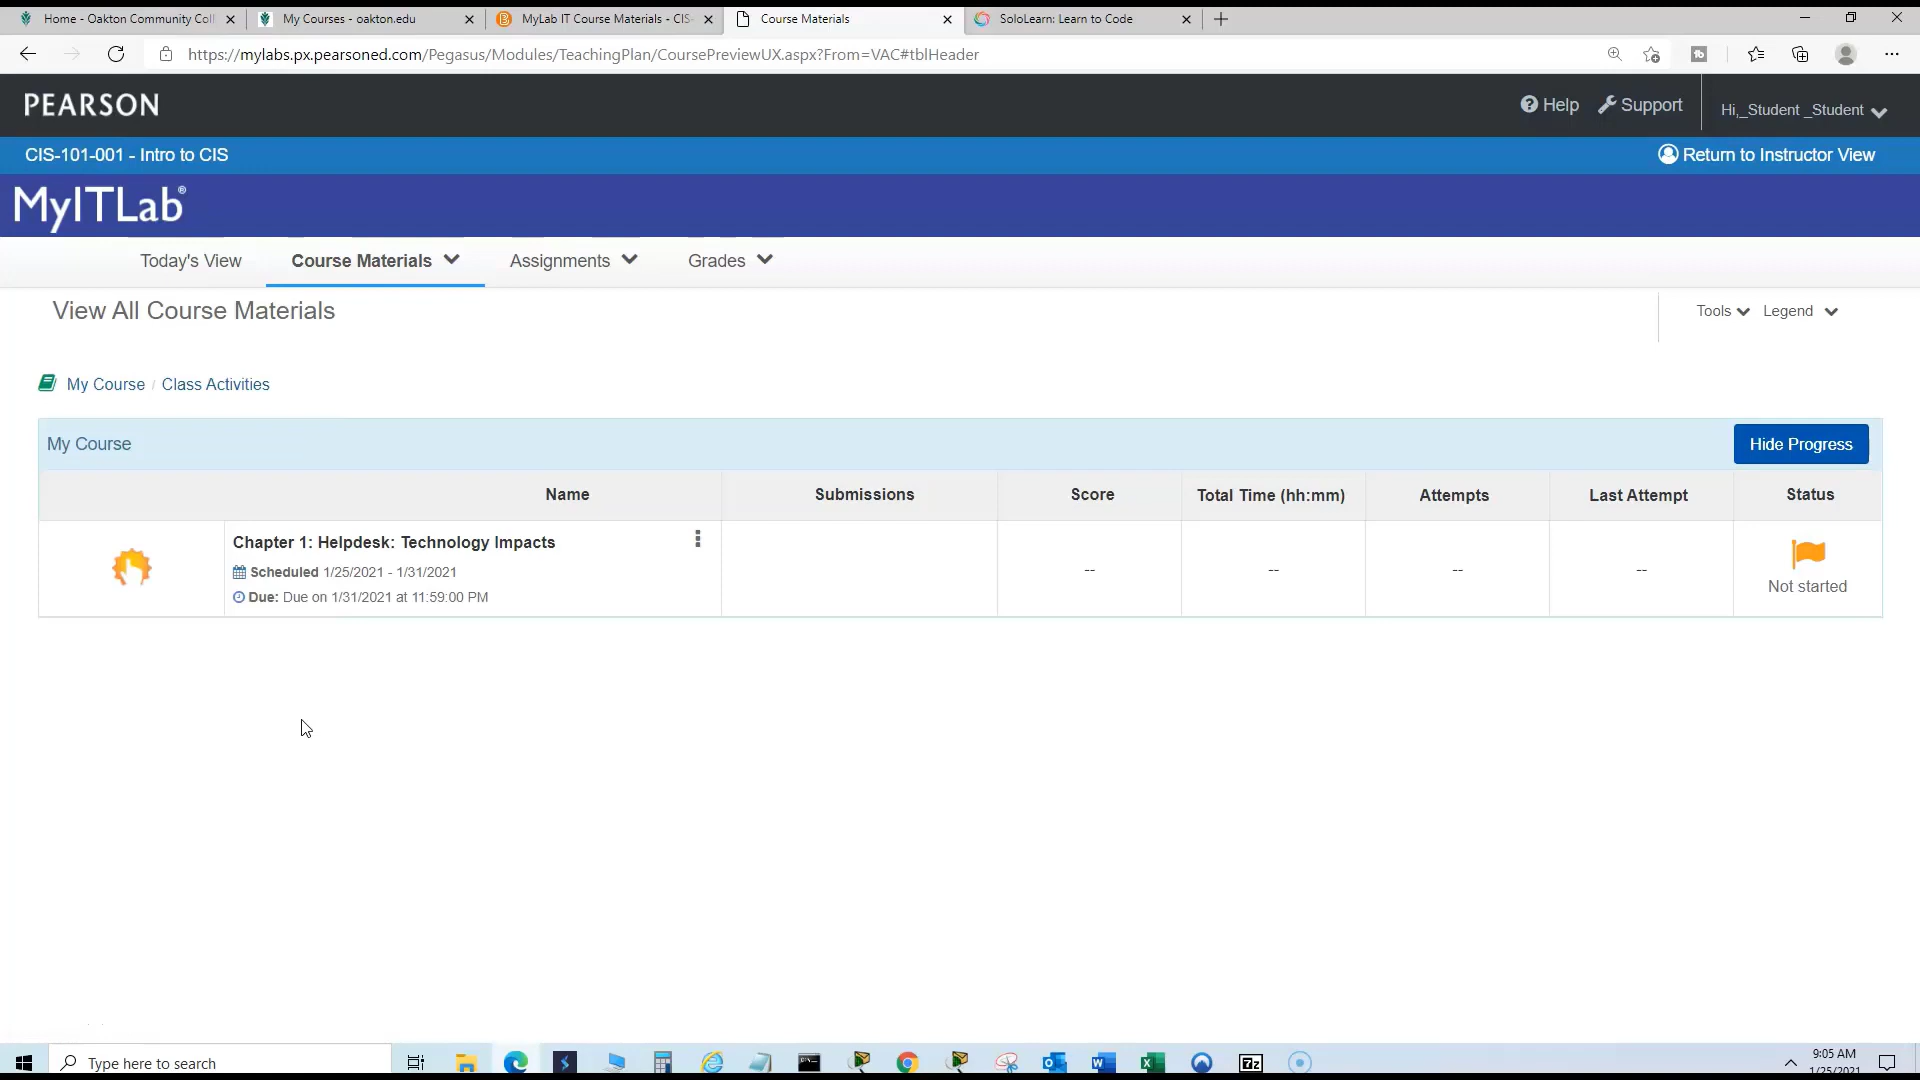 Home - Oakton Community Coll
My Courses - oakton.edu
MyLab IT Course Materials - CIS-
Course Materials
SoloLearn: Learn to Code
https://mylabs.px.pearsoned.com/Pegasus/Modules/TeachingPlan/CoursePreviewUX.aspx?From=VAC#tblHeader
PEARSON
Help
Support
Hi,_Student _Student
CIS-101-001 - Intro to CIS
Return to Instructor View
MyITLab®
Today's View
Course Materials
Assignments
Grades
View All Course Materials
Tools
Legend
My Course / Class Activities
My Course
Hide Progress
Name
Submissions
Score
Total Time (hh:mm)
Attempts
Last Attempt
Status
Chapter 1: Helpdesk: Technology Impacts
Scheduled 1/25/2021 - 1/31/2021
Due: Due on 1/31/2021 at 11:59:00 PM
--
--
--
--
Not started
Type here to search
9:05 AM
1/25/2021